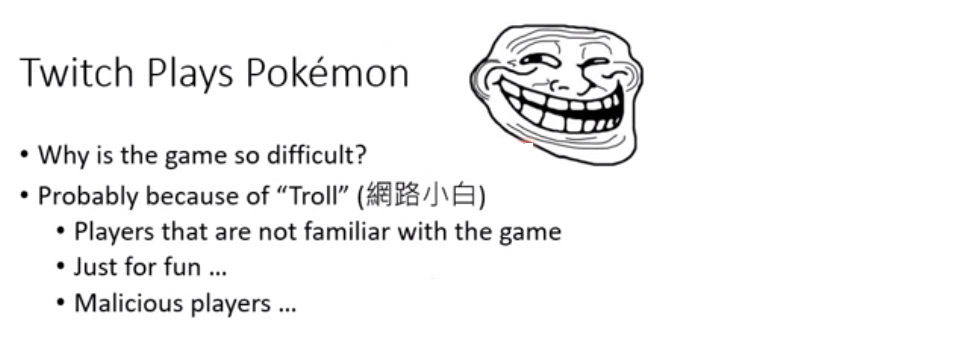 Twitch Plays Pokémon
• Why is the game so difficult?
• Probably because of “Troll” (網路小白)
• Players that are not familiar with the game
• Just for fun ...
• Malicious players ...